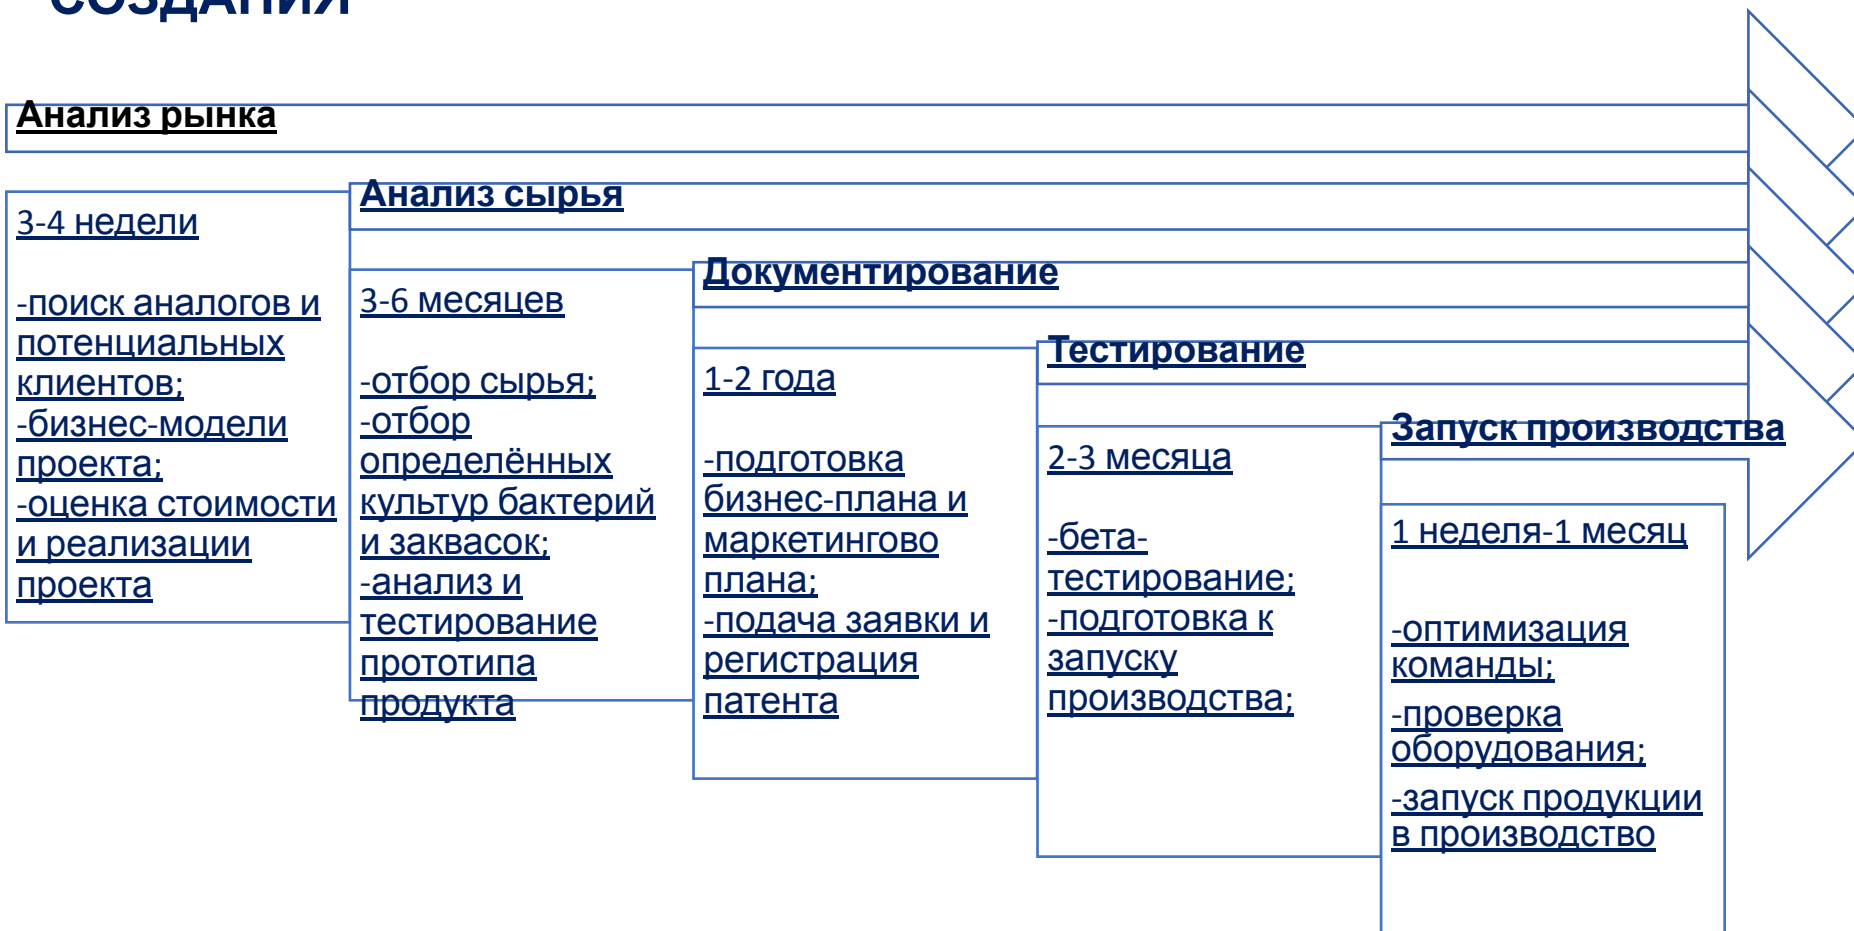 СОЗДАНИЯ
Анализ рынка
3-4 недели
-поиск аналогов и
потенциальных
клиентов;
-бизнес-модели
проекта;
-оценка стоимости
и реализации
проекта
Анализ сырья
3-6 месяцев
-отбор сырья;
-отбор
определённых
культур бактерий
и заквасок;
-анализ и
тестирование
прототипа
продукта
Документирование
1-2 года
-подготовка
бизнес-плана и
маркетингово
плана;
-подача заявки и
регистрация
патента
Тестирование
2-3 месяца
-бета-
тестирование;
-подготовка к
запуску
производства;
Запуск производства
1 неделя-1 месяц
-оптимизация
команды;
-проверка
оборудования;
-запуск продукции
в производство